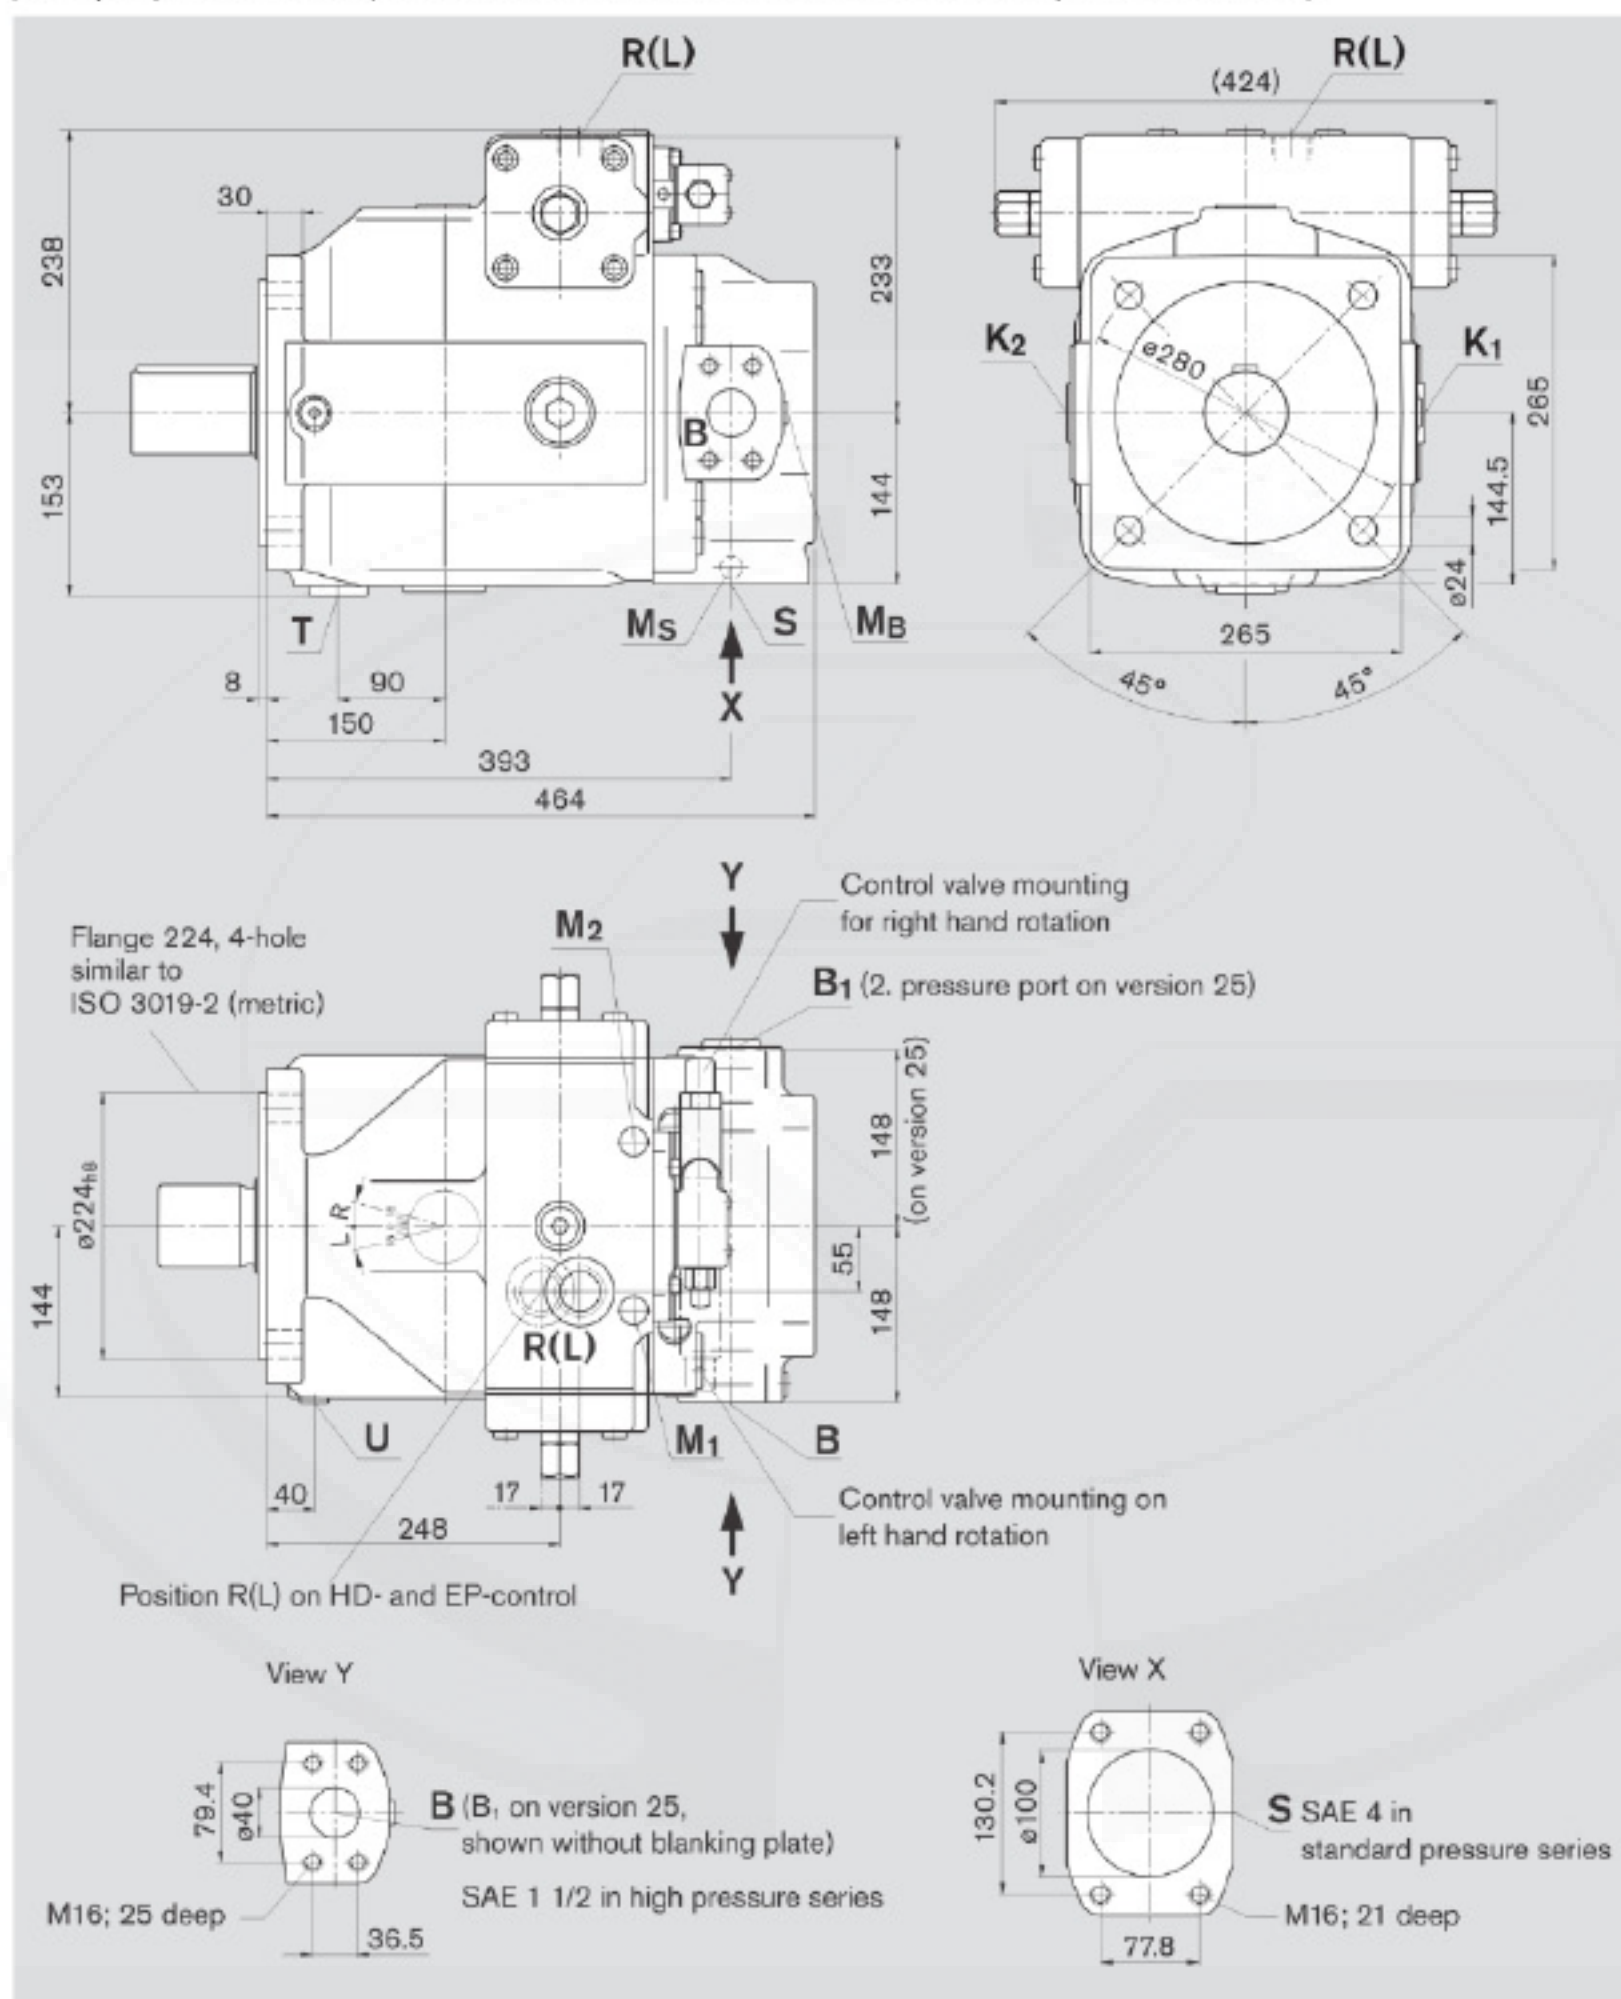 R(L)
R(L)
(424)
30
238
233
K2
K1
ø280
265
B
153
144
144.5
ø24
T
MS
S
MB
265
8
90
X
45°
45°
150
393
464
Y
Control valve mounting
for right hand rotation
M2
Flange 224, 4-hole
similar to
ISO 3019-2 (metric)
B1 (2. pressure port on version 25)
148
(on version 25)
ø224h8
R
L
55
144
148
R(L)
U
M1
B
40
17
17
Control valve mounting on
left hand rotation
248
Y
Position R(L) on HD- and EP-control
View Y
View X
79.4
ø40
B (B1 on version 25,
shown without blanking plate)
SAE 1 1/2 in high pressure series
M16; 25 deep
36.5
130.2
ø100
S SAE 4 in
standard pressure series
M16; 21 deep
77.8